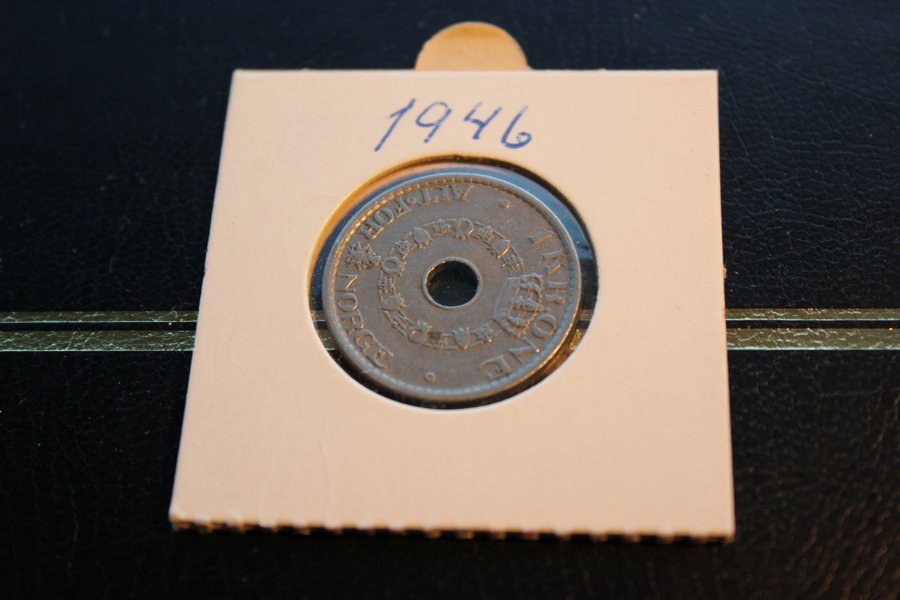 1946
1 KRONE
ALT FOR NORGE